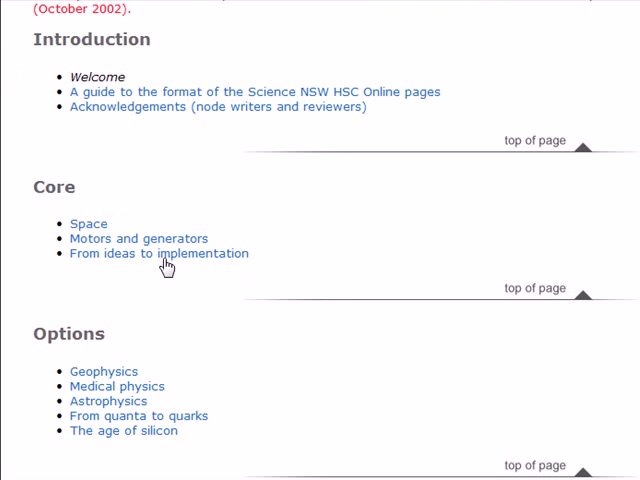 (October 2002).
Introduction
Welcome
A guide to the format of the Science NSW HSC Online pages
Acknowledgements (node writers and reviewers)
top of page
Core
Space
Motors and generators
From ideas to implementation
top of page
Options
Geophysics
Medical physics
Astrophysics
From quanta to quarks
The age of silicon
top of page